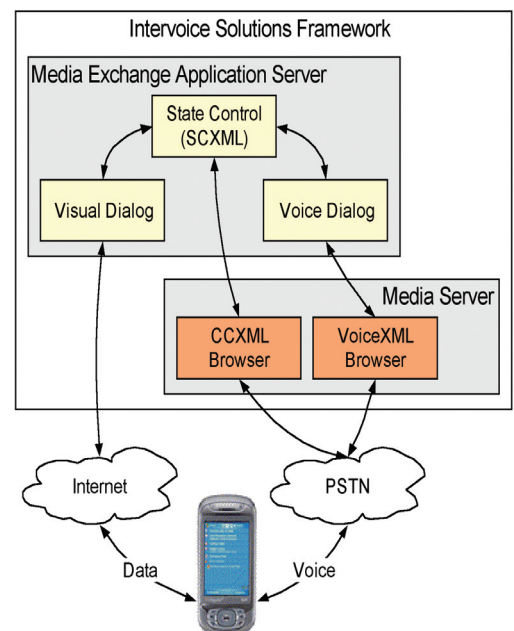 Intervoice Solutions Framework
Media Exchange Application Server
State Control
(SCXML)
Visual Dialog
Voice Dialog
Media Server
CCXML
Browser
VoiceXML
Browser
Internet
PSTN
Data
Voice